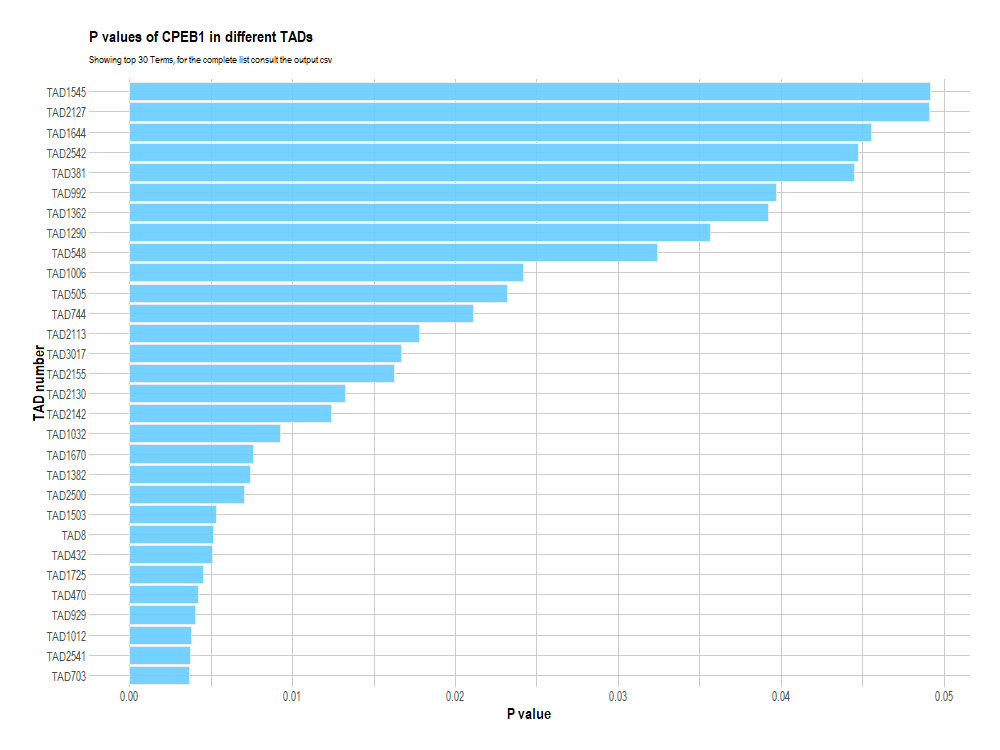 P values of CPEB1 in different TADs
Showing top 30 Terms, for the complete list consult the output csv
TAD1545
TAD2127
TAD1644
TAD2542
TAD381
TAD992
TAD1362
TAD1290
TAD548
TAD1006
TAD505
TAD744
TAD2113
TAD3017
TAD2155
TAD2130
TAD2142
TAD1032
TAD1670
TAD1382
TAD2500
TAD1503
TAD8
TAD432
TAD1725
TAD470
TAD929
TAD1012
TAD2541
TAD703
TAD number
0.00 0.01 0.02 0.03 0.04 0.05
P value